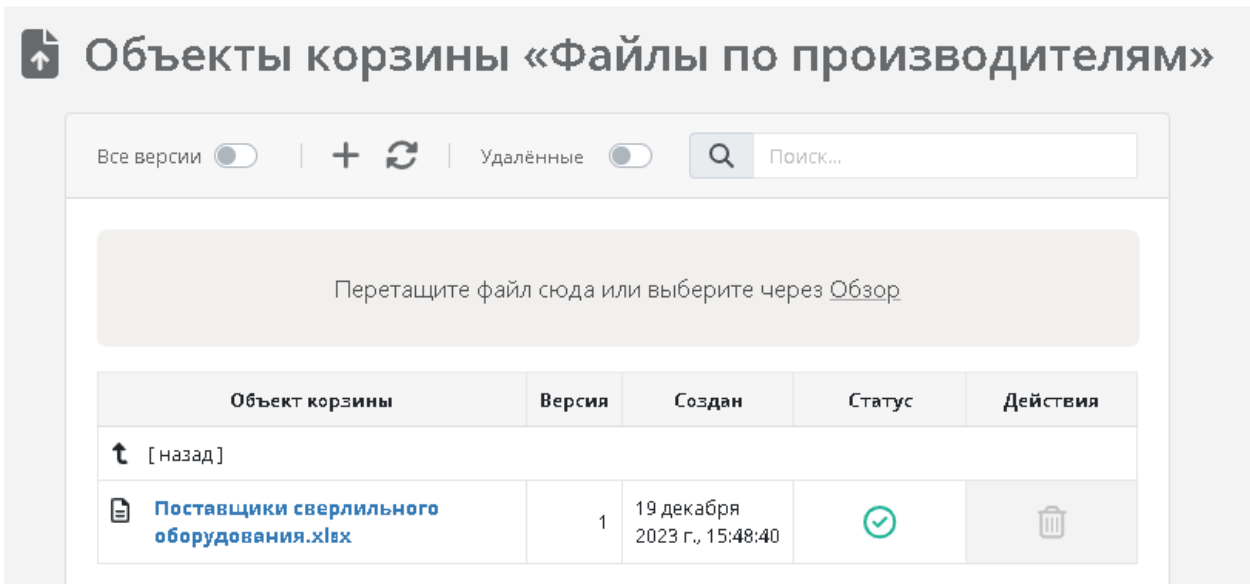 Объекты корзины «Файлы по производителям»
Все версии
Удалённые
Поиск...
Перетащите файл сюда или выберите через Обзор
Объект корзины Версия Создан Статус Действия
[ назад ]
Поставщики сверлильного
оборудования.xlsx
1
19 декабря
2023 г., 15:48:40